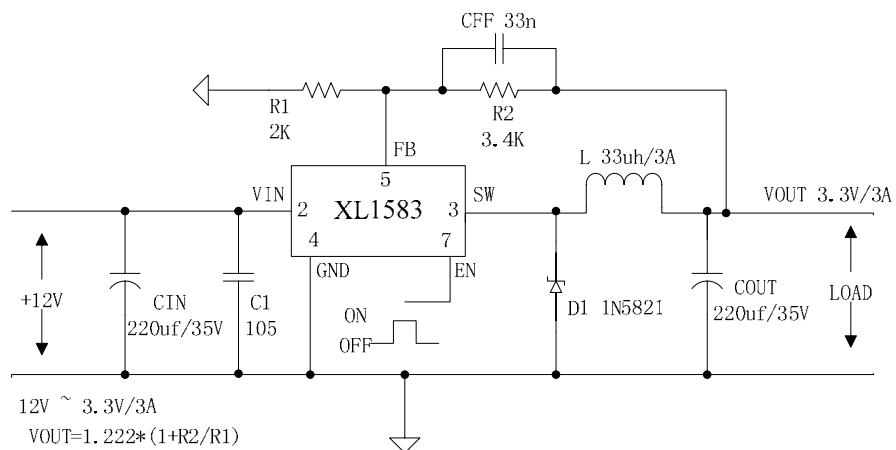 CFF 33n
R1
2K
R2
3.4K
FB
5
L 33uh/3A
VIN
SW
VOUT 3.3V/3A
2
XL1583
3
4
7
GND
EN
+12V
CIN
220uf/35V
C1
105
ON
OFF
D1 1N5821
COUT
220uf/35V
LOAD
12V ~ 3.3V/3A
VOUT=1.222*(1+R2/R1)